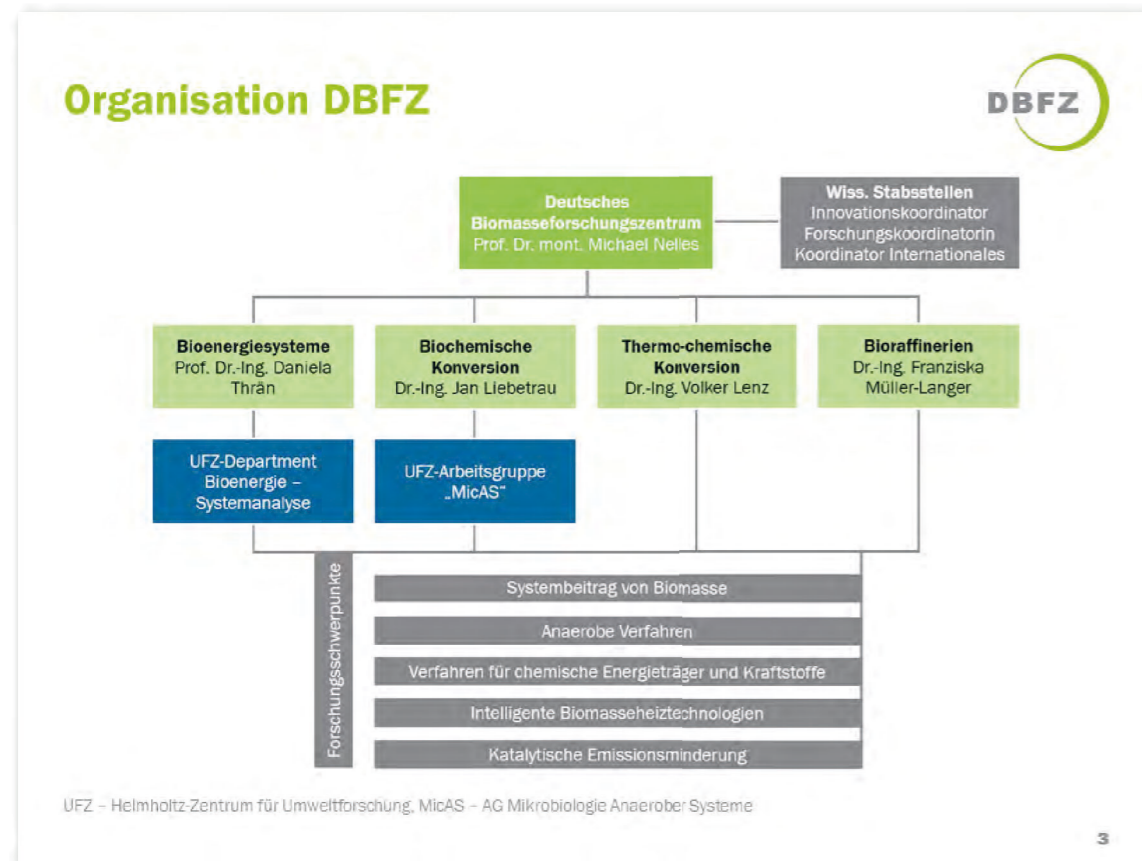 Organisation DBFZ
DBFZ
Deutsches
Biomasseforschungszentrum
Prof. Dr. mont. Michael Nelles
Wiss. Stabsstellen
Innovationskoordinator
Forschungskoordinatorin
Koordinator Internationales
Bioenergiesysteme
Prof. Dr.-Ing. Daniela
Thrän
Biochemische
Konversion
Dr.-Ing. Jan Liebetrau
Thermo-chemische
Konversion
Dr.-Ing. Volker Lenz
Bioraffinerien
Dr.-Ing. Franziska
Müller-Langer
UFZ-Department
Bioenergie –
Systemanalyse
UFZ-Arbeitsgruppe
„MicAS“
Forschungsschwerpunkte
Systembeitrag von Biomasse
Anaerobe Verfahren
Verfahren für chemische Energieträger und Kraftstoffe
Intelligente Biomasseheiztechnologien
Katalytische Emissionsminderung
UFZ – Helmholtz-Zentrum für Umweltforschung, MicAS – AG Mikrobiologie Anaerober Systeme
3